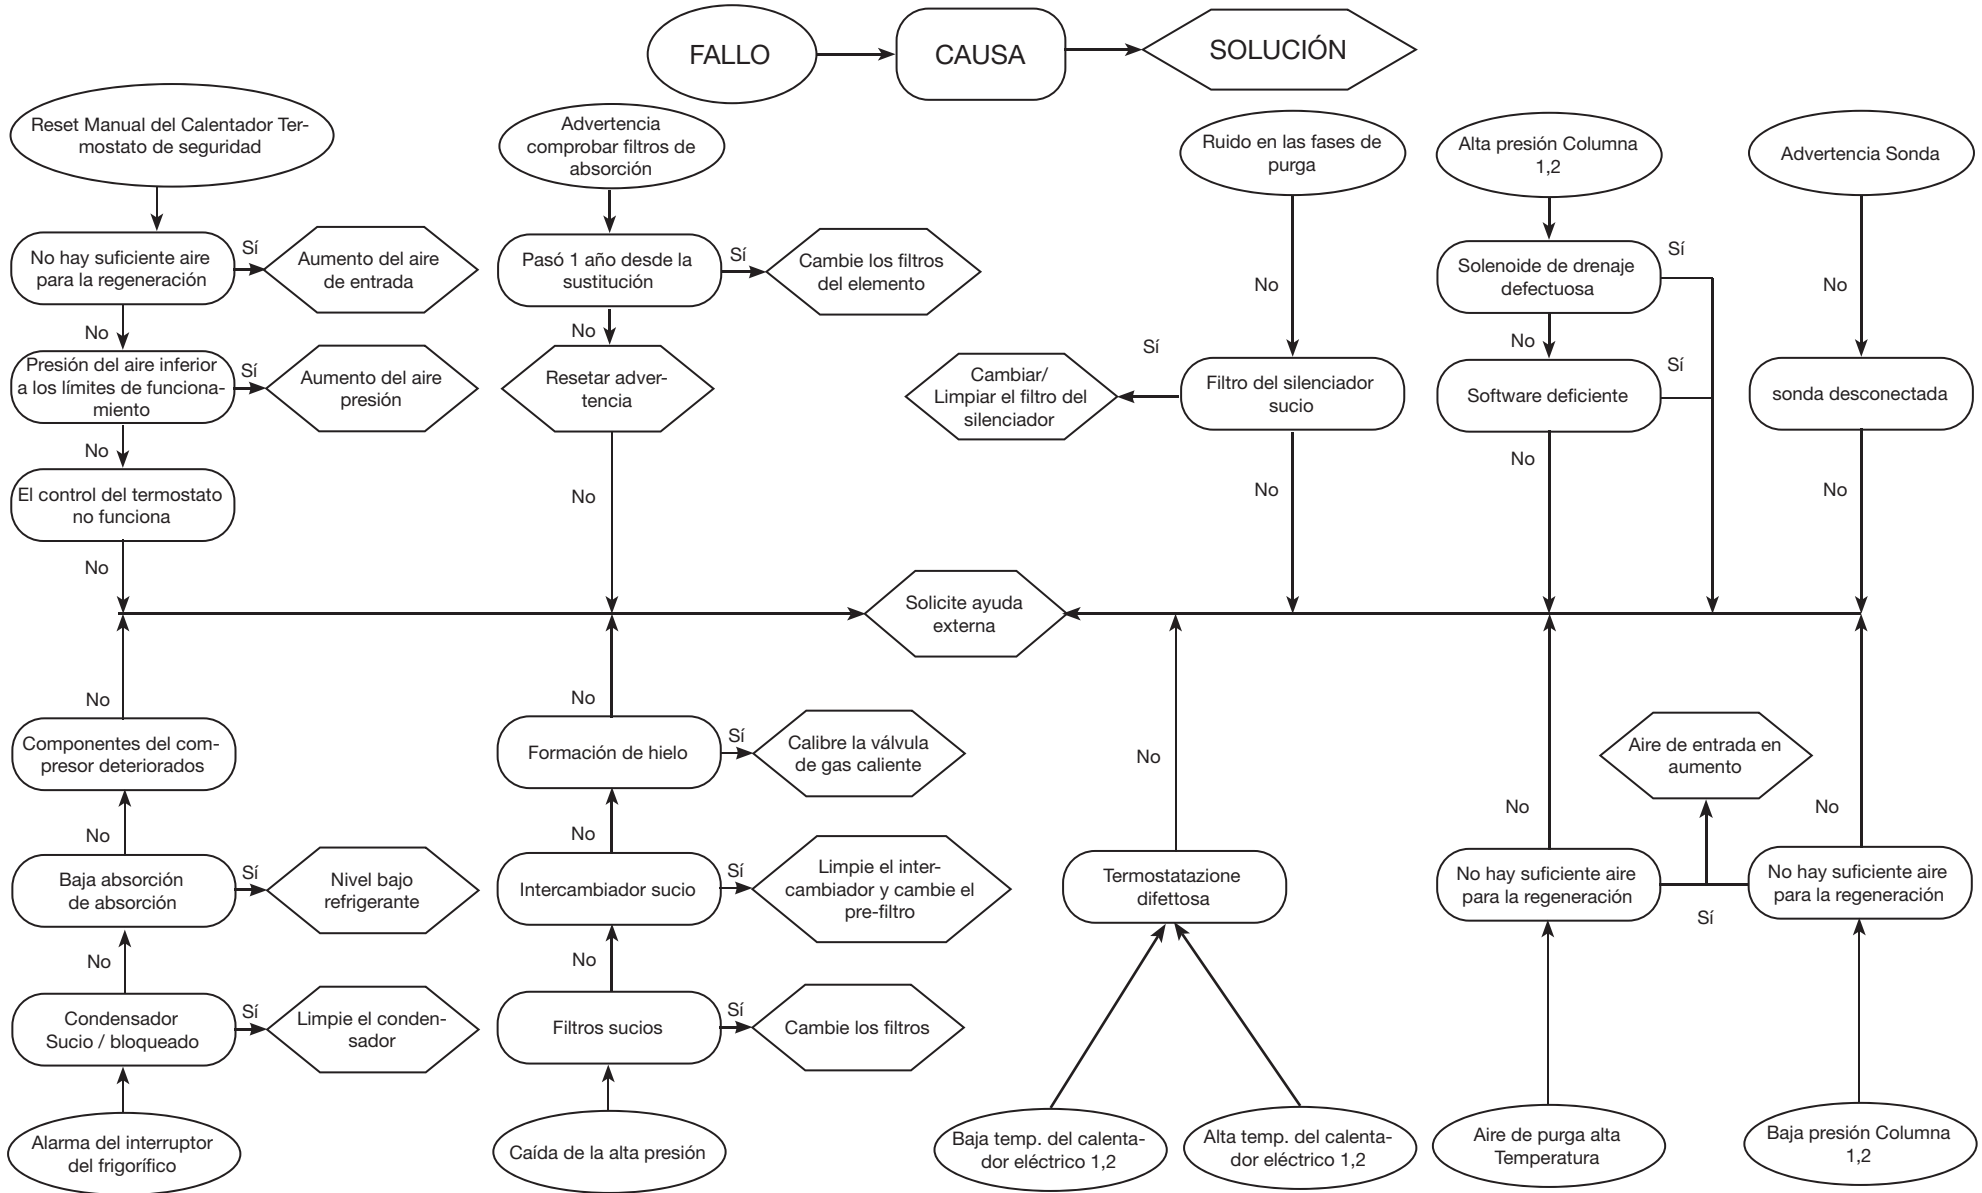 FALLO
CAUSA
SOLUCIÓN
Reset Manual del Calentador Ter-
mostato de seguridad
No hay suficiente aire
para la regeneración
Sí
Aumento del aire
de entrada
No
Presión del aire inferior
a los límites de funciona-
miento
Sí
Aumento del aire
presión
No
El control del termostato
no funciona
No
Advertencia
comprobar filtros de
absorción
Pasó 1 año desde la
sustitución
Sí
Cambie los filtros
del elemento
No
Resetar adver-
tencia
No
Ruido en las fases de
purga
No
Filtro del silenciador
sucio
Sí
Cambiar/
Limpiar el filtro del
silenciador
No
Alta presión Columna
1,2
Solenoide de drenaje
defectuosa
Sí
No
Software deficiente
Sí
No
Advertencia Sonda
No
sonda desconectada
No
Solicite ayuda
externa
No
Componentes del com-
presor deteriorados
No
Baja absorción
de absorción
Sí
Nivel bajo
refrigerante
No
Condensador
Sucio / bloqueado
Sí
Limpie el conden-
sador
Alarma del interruptor
del frigorífico
No
Formación de hielo
Sí
Calibre la válvula
de gas caliente
No
Intercambiador sucio
Sí
Limpie el inter-
cambiador y cambie el
pre-filtro
No
Filtros sucios
Sí
Cambie los filtros
Caída de la alta presión
No
Termostatazione
difettosa
Baja temp. del calenta-
dor eléctrico 1,2
Alta temp. del calenta-
dor eléctrico 1,2
Aire de entrada en
aumento
No
No hay suficiente aire
para la regeneración
Sí
Aire de purga alta
Temperatura
No
No hay suficiente aire
para la regeneración
Baja presión Columna
1,2